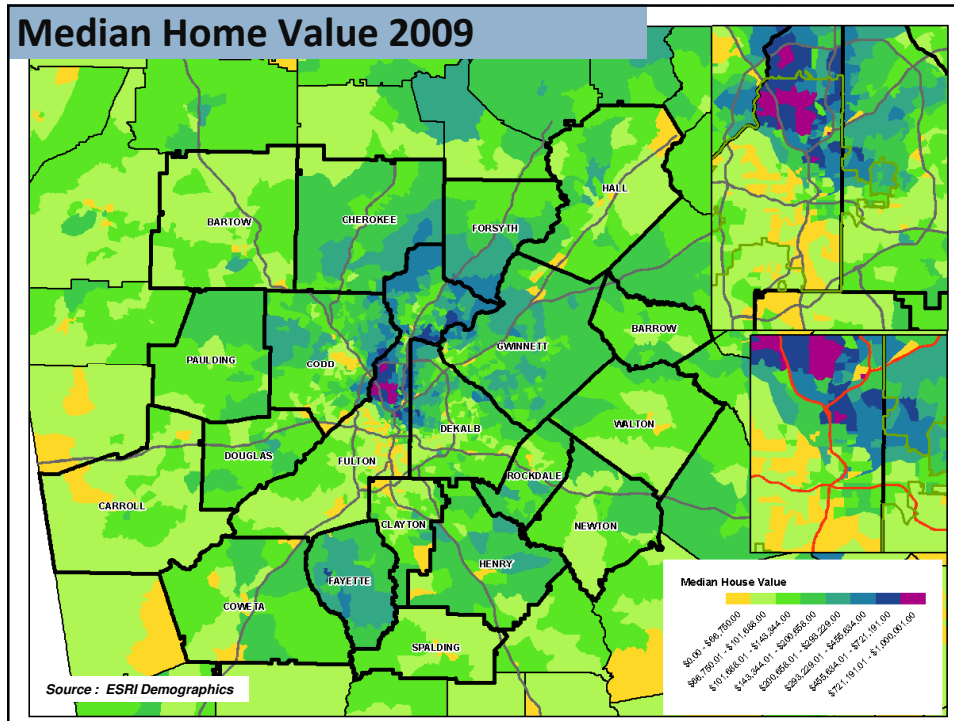 Median Home Value 2009
HALL
BARTOW
CHEROKEE
FORSYTH
BARROW
GWINNETT
PAULDING
CODD
WALTON
DEKALB
DOUGLAS
FULTON
ROCKDALE
CARROLL
CLAYTON
NEWTON
HENRY
FAYETTE
COWETA
SPALDING
Median House Value
$0.00 - $66,750.00
$66,750.01 - $101,688.00
$101,688.01 - $143,344.00
$143,344.01 - $200,658.00
$200,658.01 - $293,229.00
$293,229.01 - $455,634.00
$455,634.01 - $721,191.00
$721,191.01 - $1,000,001.00
Source : ESRI Demographics